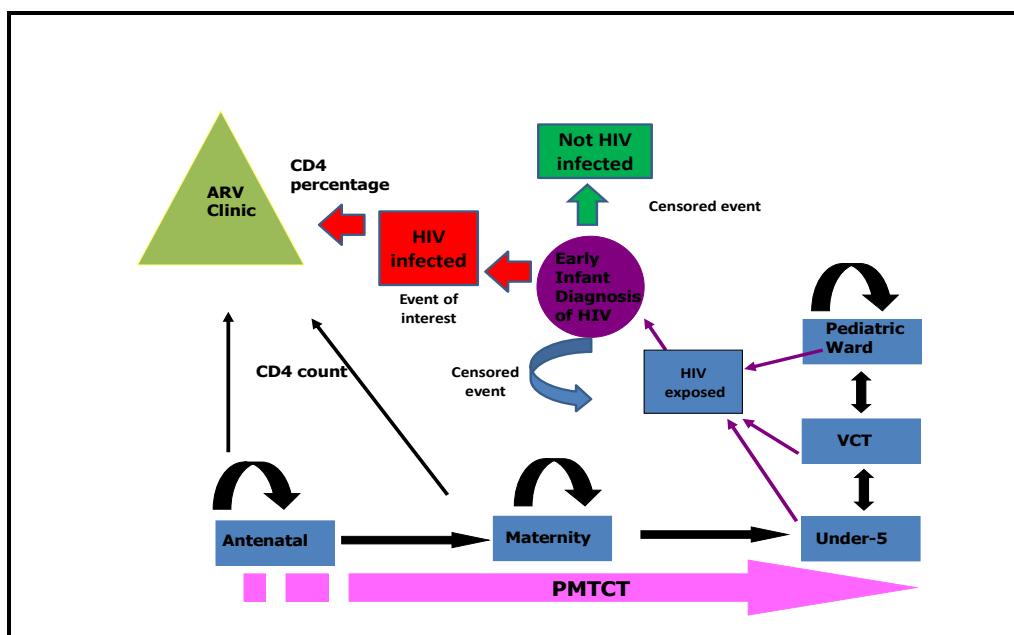 Not HIV
infected
CD4
percentage
ARV
Clinic
Censored event
HIV
infected
Early
Infant
Diagnosis
of HIV
Event of
interest
Pediatric
Ward
CD4 count
Censored
event
HIV
exposed
VCT
Antenatal
Maternity
Under-5
PMTCT